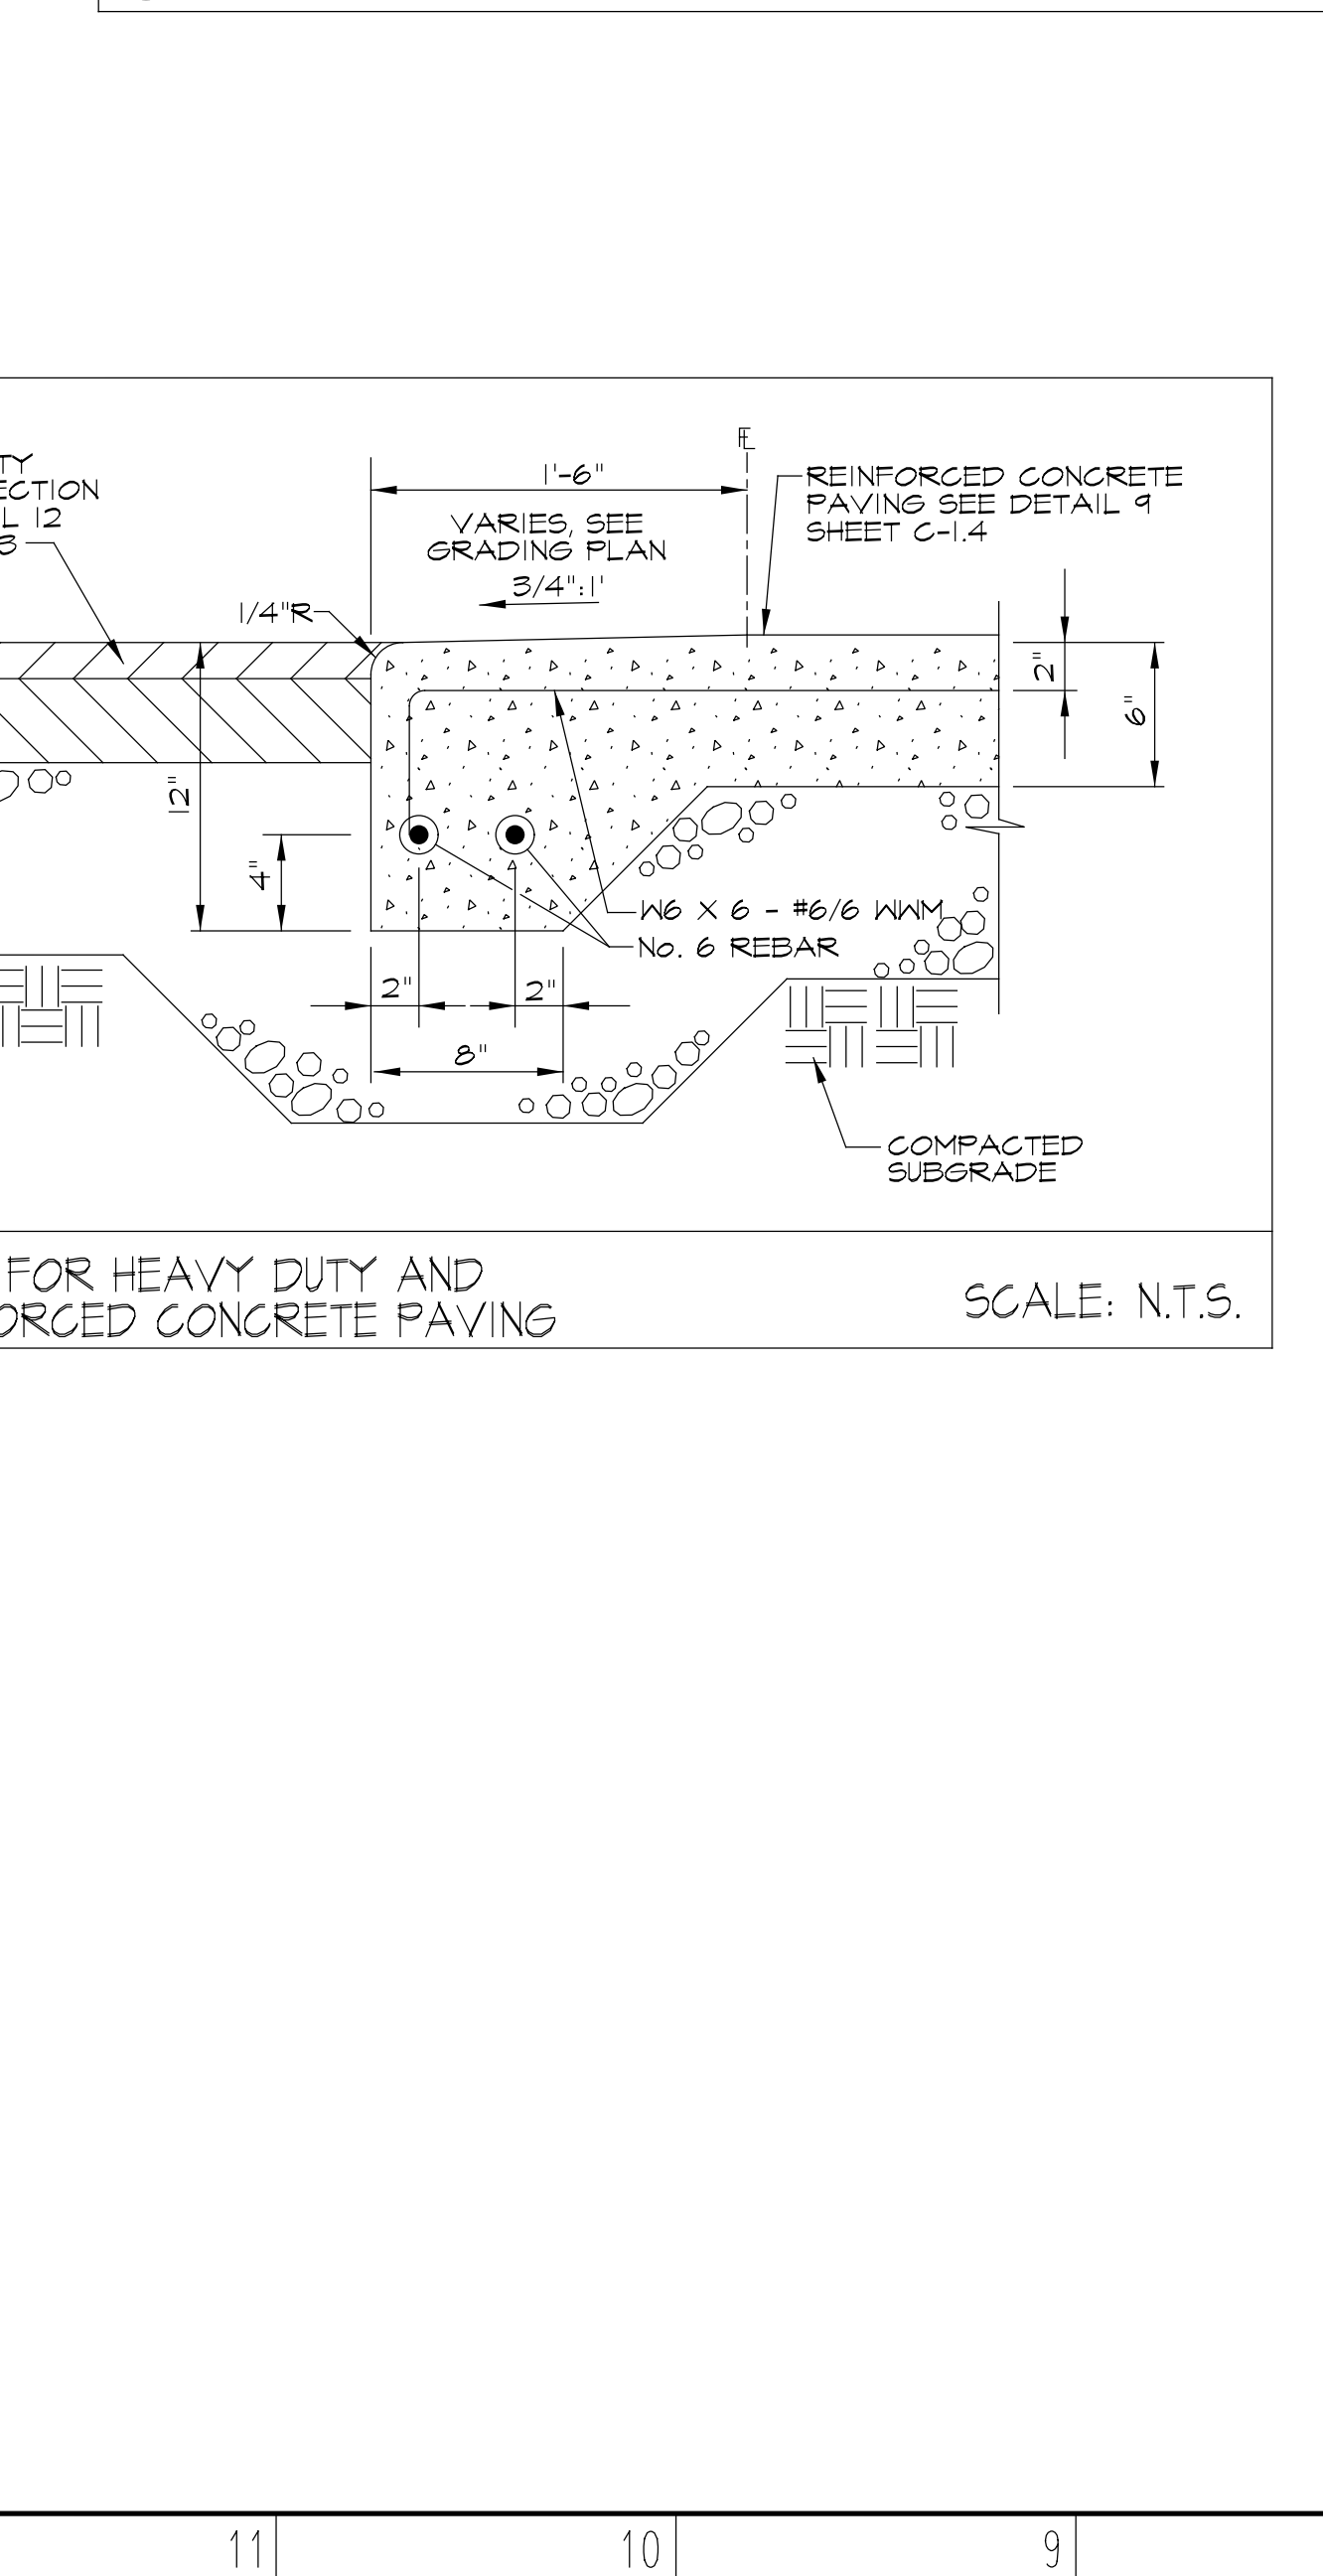 TY
ECTION
L 12
3
1/4"R
1'-6"
VARIES, SEE
GRADING PLAN
3/4":1'
REINFORCED CONCRETE
PAVING SEE DETAIL 9
SHEET C-1.4
2"
6"
12"
4"
W6 X 6 - #6/6 WWM
No. 6 REBAR
2"
2"
8"
COMPACTED
SUBGRADE
FOR HEAVY DUTY AND
ORCED CONCRETE PAVING
SCALE: N.T.S.
11
10
9